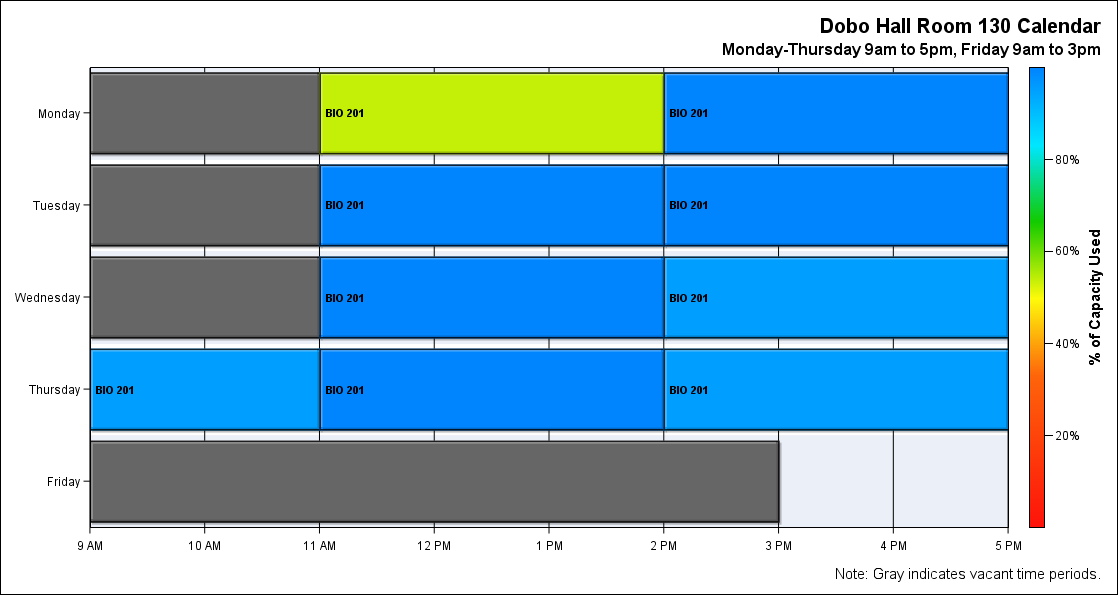 Dobo Hall Room 130 Calendar
Monday-Thursday 9am to 5pm, Friday 9am to 3pm
Monday
BIO 201
BIO 201
Tuesday
BIO 201
BIO 201
Wednesday
BIO 201
BIO 201
Thursday
BIO 201
BIO 201
BIO 201
Friday
9 AM
10 AM
11 AM
12 PM
1 PM
2 PM
3 PM
4 PM
5 PM
80%
60%
40%
20%
% of Capacity Used
Note: Gray indicates vacant time periods.